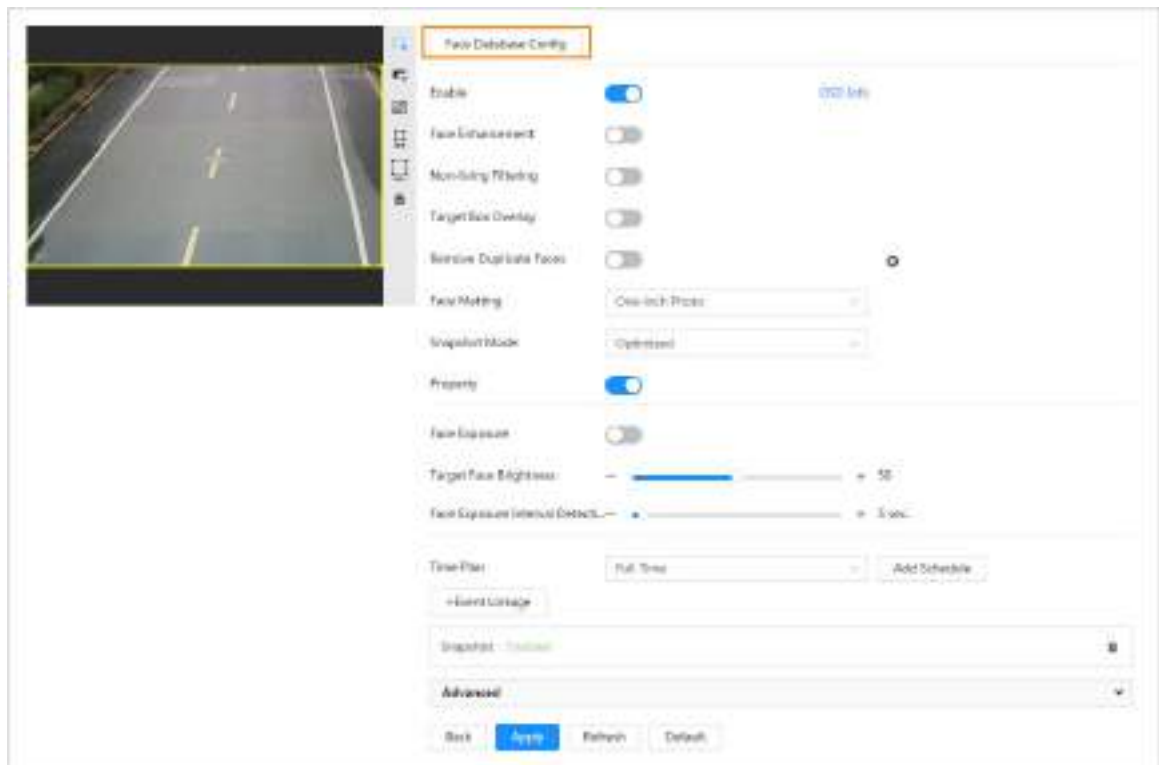 Face Database Config
Enable
OSD Info
Face Enhancement
Non-living Filtering
Target Box Overlay
Remove Duplicate Faces
Face Matting One-inch Photo
Snapshot Mode Optimized
Property
Face Exposure
Target Face Brightness − + 50
Face Exposure Interval Detecti... − + 5 sec.
Time Plan Full Time Add Schedule
+Event Linkage
Snapshot
Advanced
Back Apply Refresh Default